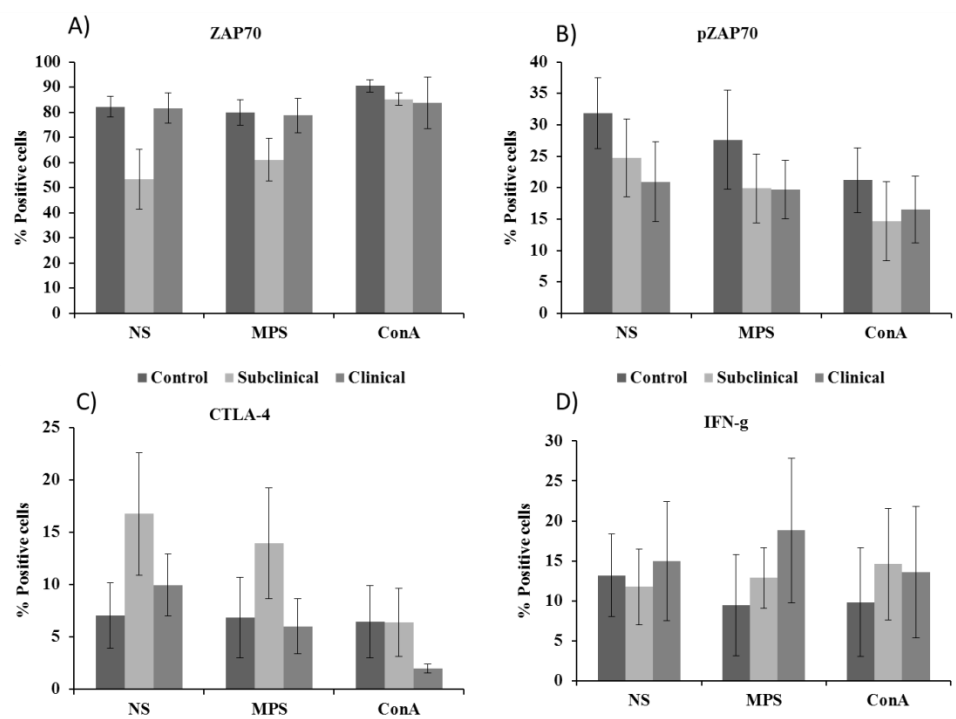 A)
ZAP70
% Positive cells
100
90
80
70
60
50
40
30
20
10
0
NS MPS ConA
B)
pZAP70
% Positive cells
40
35
30
25
20
15
10
5
0
NS MPS ConA
Control Subclinical Clinical
Control Subclinical Clinical
C)
CTLA-4
% Positive cells
25
20
15
10
5
0
NS MPS ConA
D)
IFN-g
% Positive cells
30
25
20
15
10
5
0
NS MPS ConA